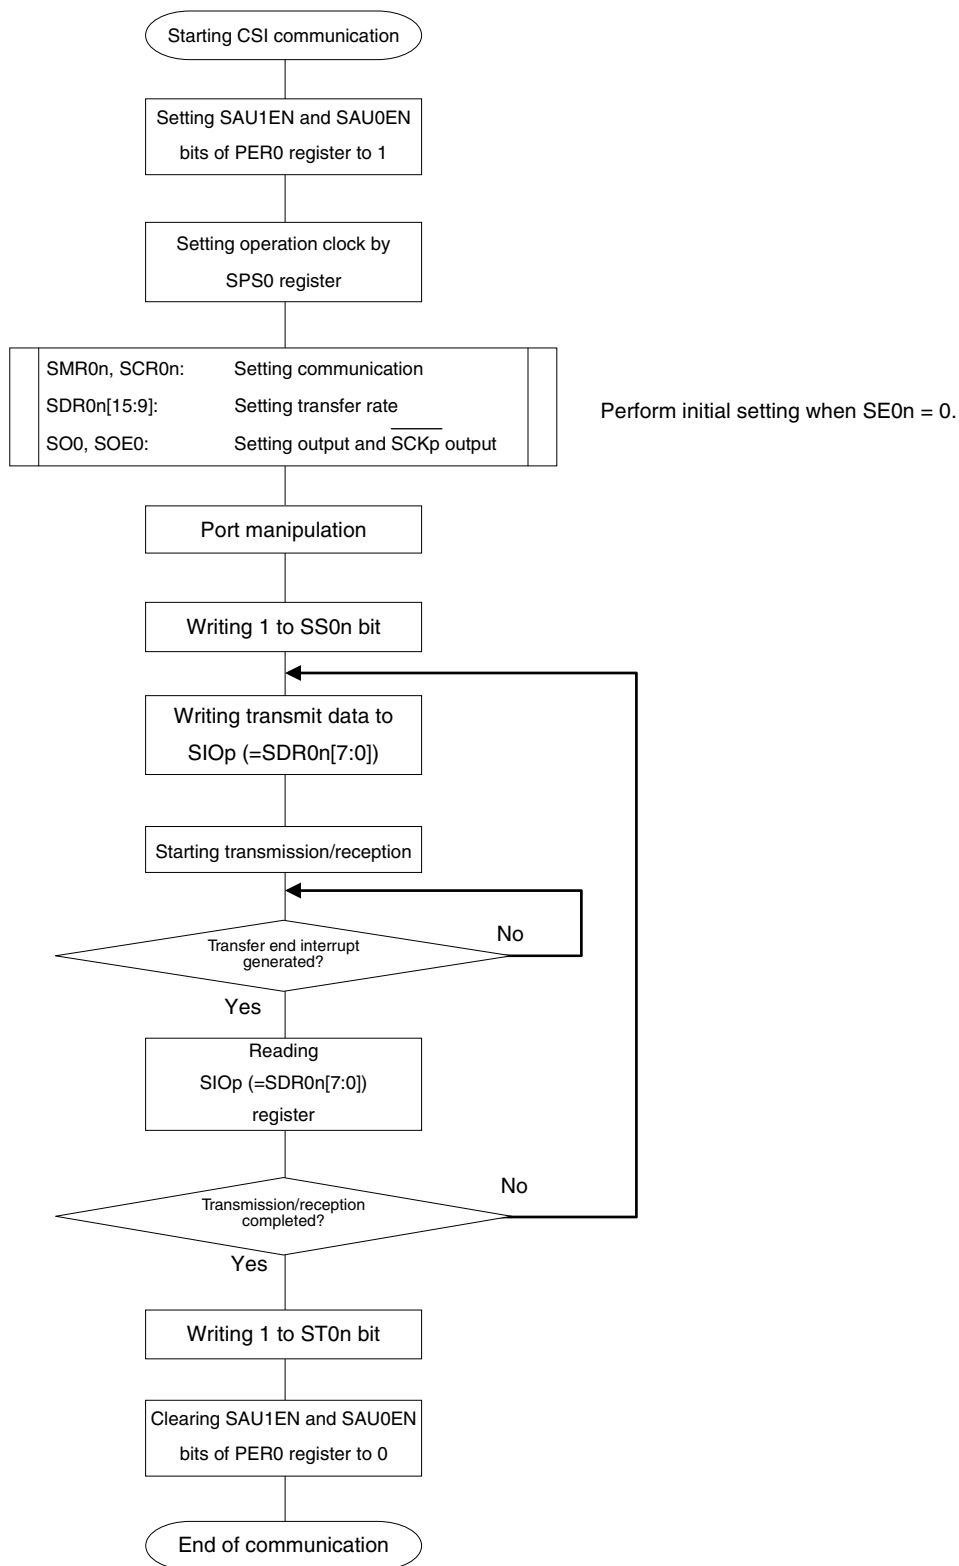 Starting CSI communication
Setting SAU1EN and SAU0EN
bits of PER0 register to 1
Setting operation clock by
SPS0 register
SMR0n, SCR0n: Setting communication
SDR0n[15:9]: Setting transfer rate
SO0, SOE0: Setting output and SCKp output
Perform initial setting when SE0n = 0.
Port manipulation
Writing 1 to SS0n bit
Writing transmit data to
SIOp (=SDR0n[7:0])
Starting transmission/reception
Transfer end interrupt
generated?
No
Yes
Reading
SIOp (=SDR0n[7:0])
register
Transmission/reception
completed?
No
Yes
Writing 1 to ST0n bit
Clearing SAU1EN and SAU0EN
bits of PER0 register to 0
End of communication